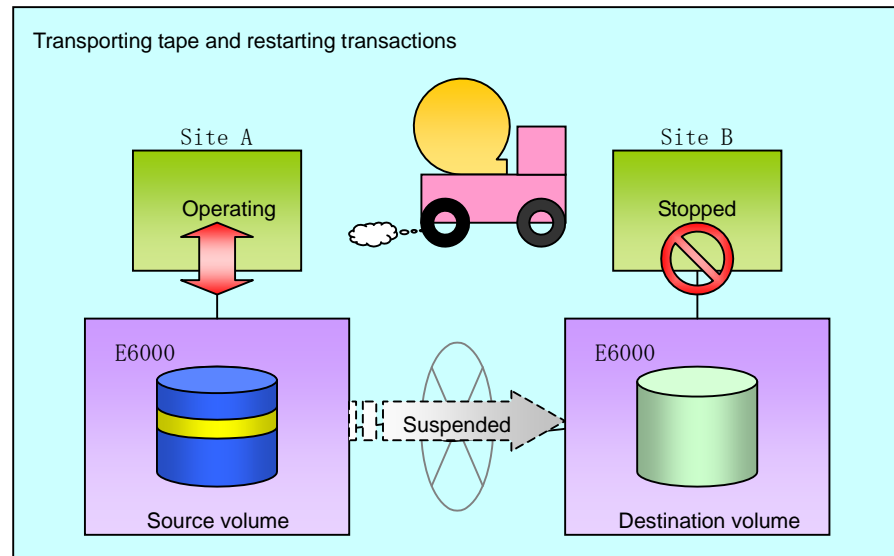 Transporting tape and restarting transactions
Site A
Site B
Operating
Stopped
E6000
E6000
Suspended
Source volume
Destination volume